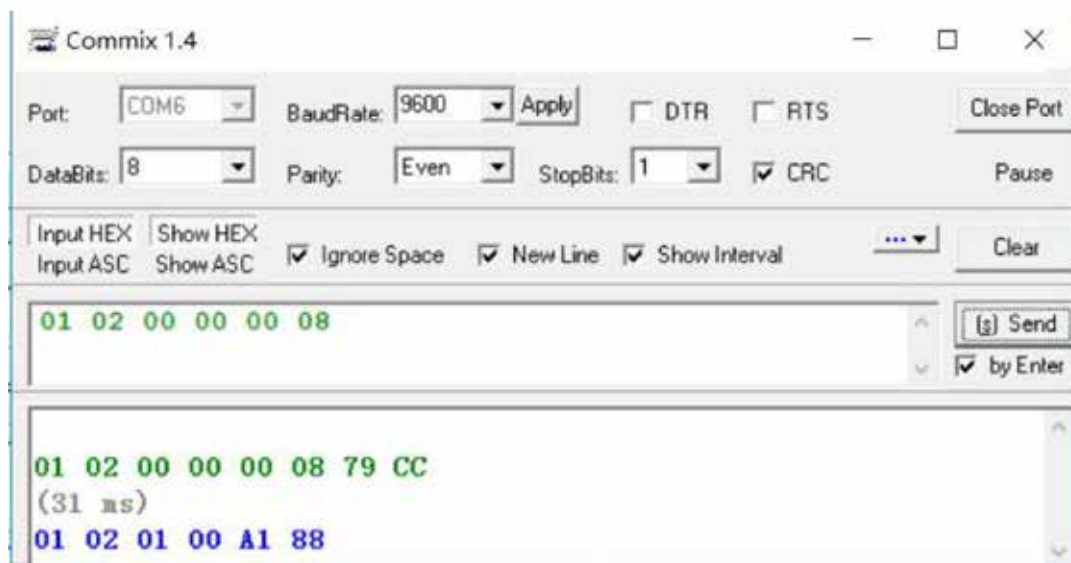 Commix 1.4
Port: COM6 BaudRate: 9600 Apply DTR RTS Close Port
DataBits: 8 Parity: Even StopBits: 1 CRC Pause
Input HEX Show HEX
Input ASC Show ASC Ignore Space New Line Show Interval ... Clear
01 02 00 00 00 08 (s) Send
by Enter
01 02 00 00 00 08 79 CC
(31 ms)
01 02 01 00 A1 88